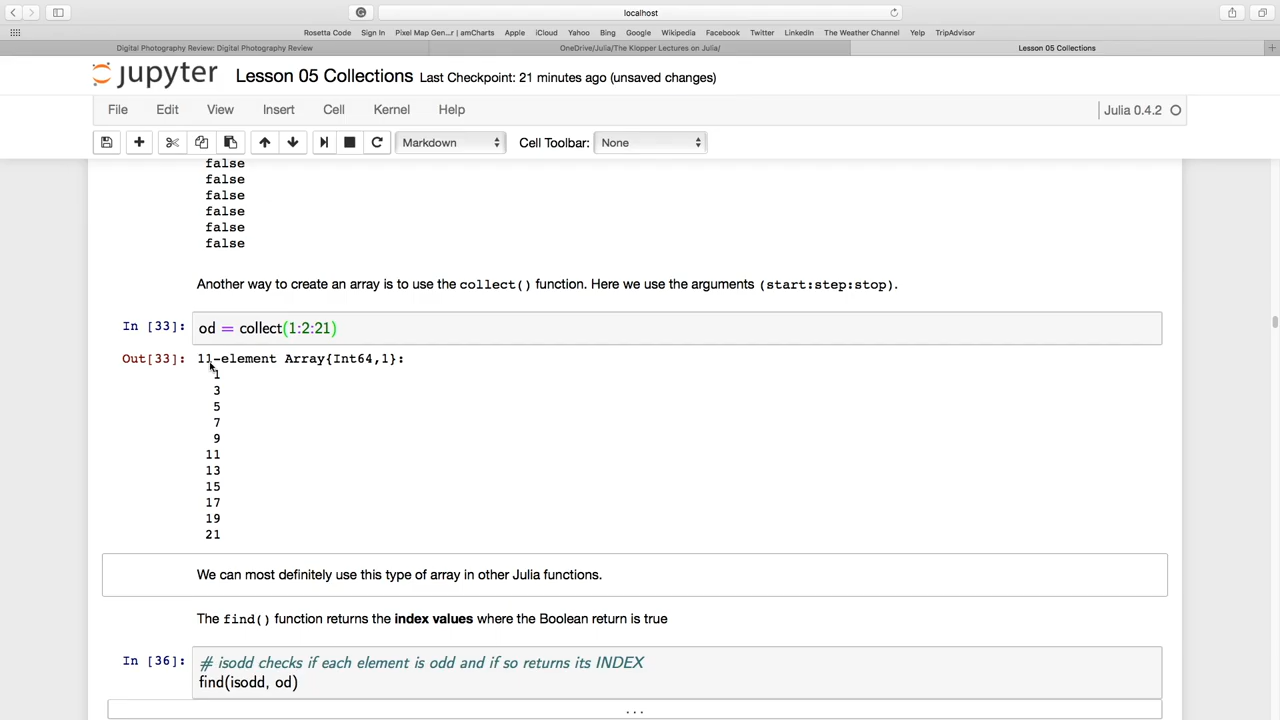 localhost
Rosetta Code Sign In Pixel Map Gen...r | amCharts Apple iCloud Yahoo Bing Google Wikipedia Facebook Twitter LinkedIn The Weather Channel Yelp TripAdvisor
Digital Photography Review: Digital Photography Review OneDrive/Julia/The Klopper Lectures on Julia/ Lesson 05 Collections
jupyter Lesson 05 Collections Last Checkpoint: 21 minutes ago (unsaved changes)
File Edit View Insert Cell Kernel Help Julia 0.4.2
Markdown Cell Toolbar: None
false
false
false
false
false
false
Another way to create an array is to use the collect() function. Here we use the arguments (start:step:stop).
In [33]: od = collect(1:2:21)
Out[33]: 11-element Array{Int64,1}:
1
3
5
7
9
11
13
15
17
19
21
We can most definitely use this type of array in other Julia functions.
The find() function returns the index values where the Boolean return is true
In [36]: # isodd checks if each element is odd and if so returns its INDEX
find(isodd, od)
...